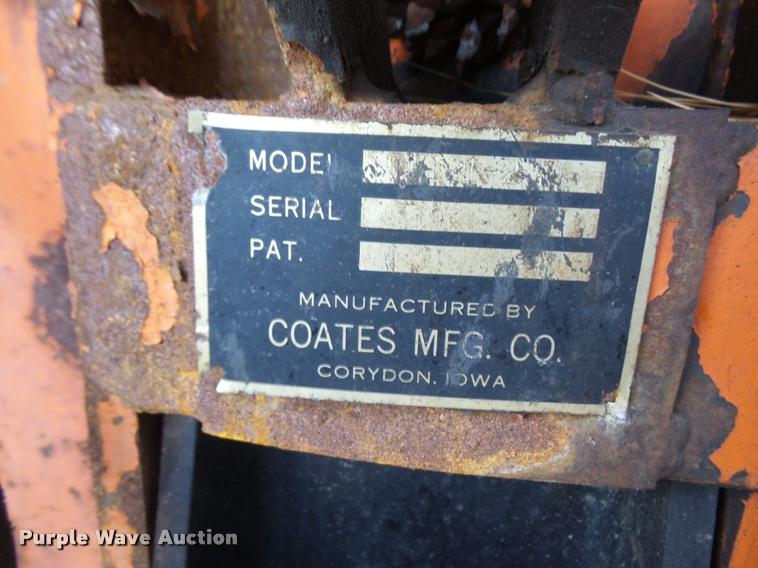 MODEL
SERIAL
PAT.
MANUFACTURED BY
COATES MFG. CO.
CORYDON, IOWA
Purple Wave Auction